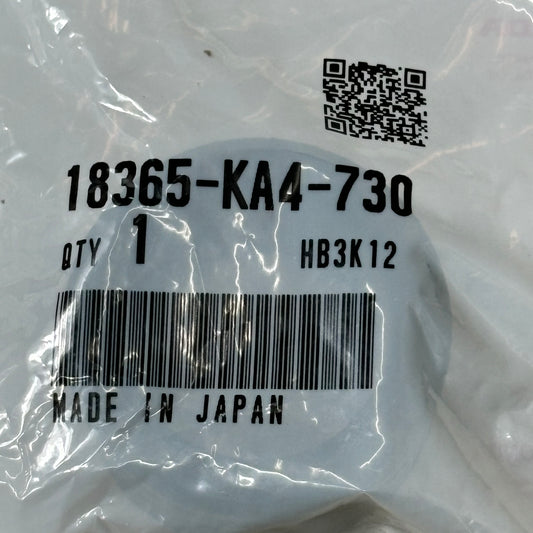 18365-KA4-730
QTY 1 HB3K12
MADE IN JAPAN